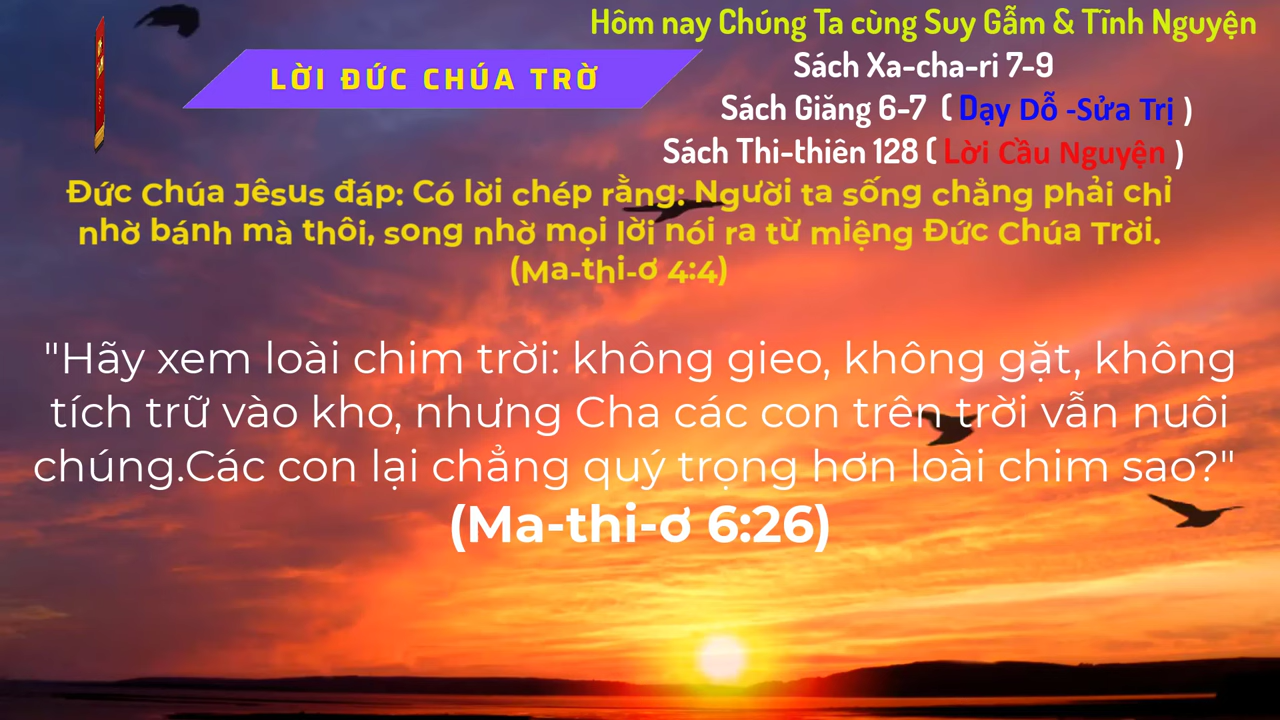 Hôm nay Chúng Ta cùng Suy Gẫm & Tĩnh Nguyện
LỜI ĐỨC CHÚA TRỜ
Sách Xa-cha-ri 7-9
Sách Giăng 6-7 ( Dạy Dỗ -Sửa Trị )
Sách Thi-thiên 128 ( Lời Cầu Nguyện )
Đức Chúa Jêsus đáp: Có lời chép rằng: Người ta sống chẳng phải chỉ
nhờ bánh mà thôi, song nhờ mọi lời nói ra từ miệng Đức Chúa Trời.
(Ma-thi-ơ 4:4)
"Hãy xem loài chim trời: không gieo, không gặt, không
tích trữ vào kho, nhưng Cha các con trên trời vẫn nuôi
chúng.Các con lại chẳng quý trọng hơn loài chim sao?"
(Ma-thi-ơ 6:26)